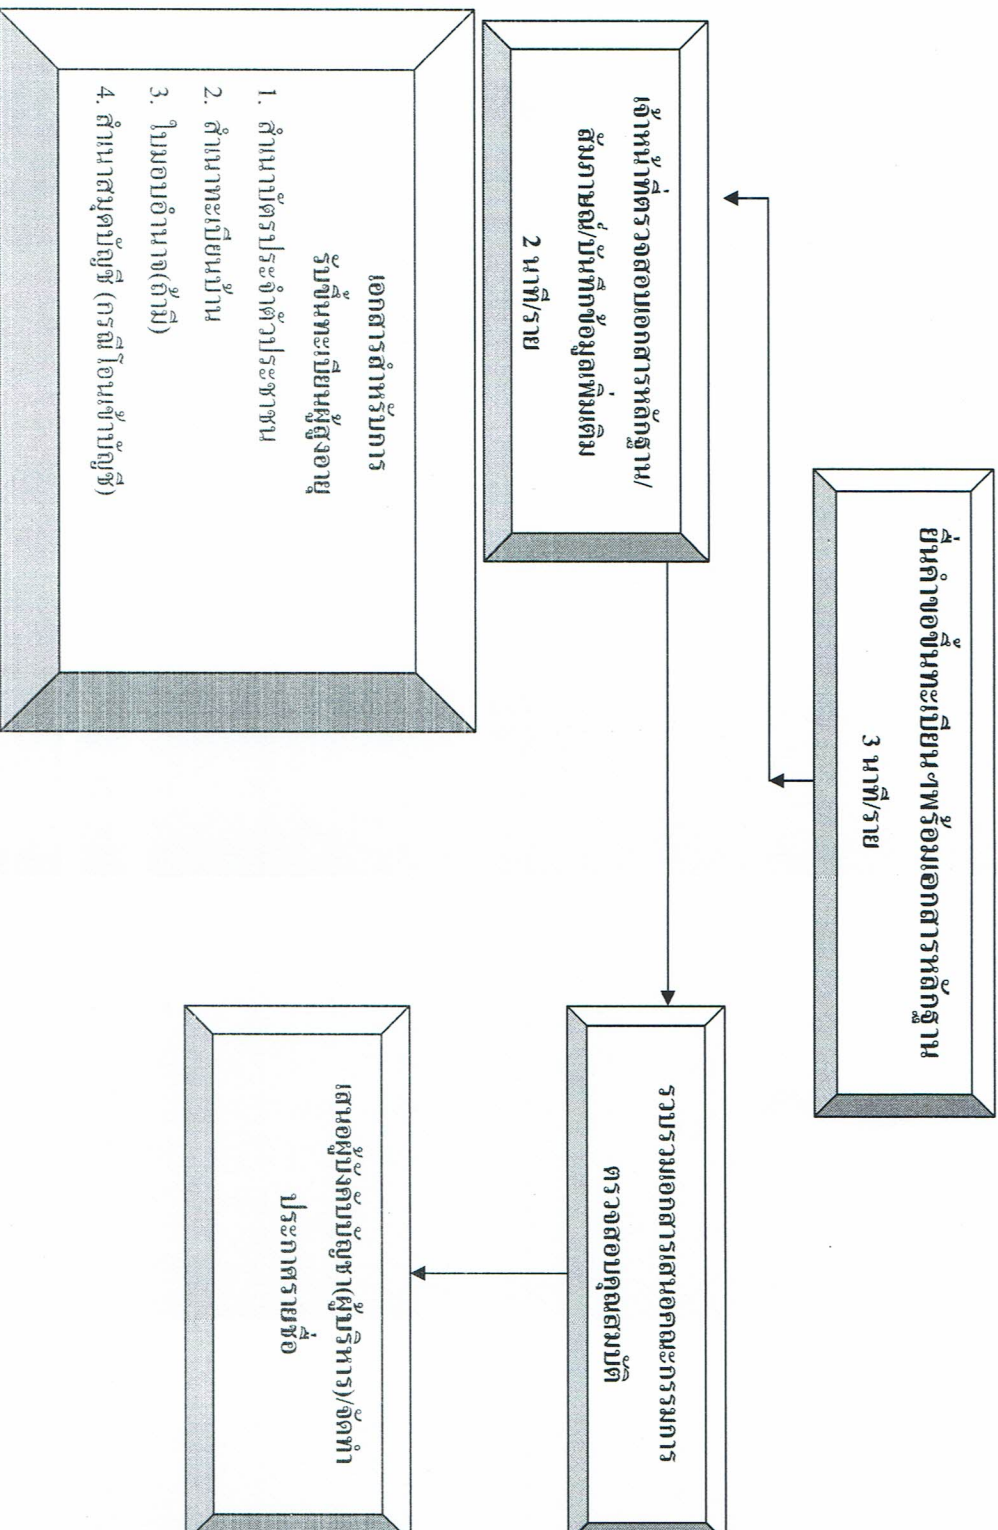 ยื่นคำขอขึ้นทะเบียนฯพร้อมเอกสารหลักฐาน
3 นาที/ราย
เจ้าหน้าที่ตรวจสอบเอกสารหลักฐาน/
สัมภาษณ์/บันทึกข้อมูลเพิ่มเติม
2 นาที/ราย
รวบรวมเอกสารเสนอคณะกรรมการ
ตรวจสอบคุณสมบัติ
เสนอผู้บังคับบัญชา(ผู้บริหาร)/จัดทำ
ประกาศรายชื่อ
เอกสารสำหรับการ
รับขึ้นทะเบียนผู้สูงอายุ
1. สำเนาบัตรประจำตัวประชาชน
2. สำเนาทะเบียนบ้าน
3. ใบมอบอำนาจ(ถ้ามี)
4. สำเนาสมุดบัญชี (กรณีโอนเข้าบัญชี)